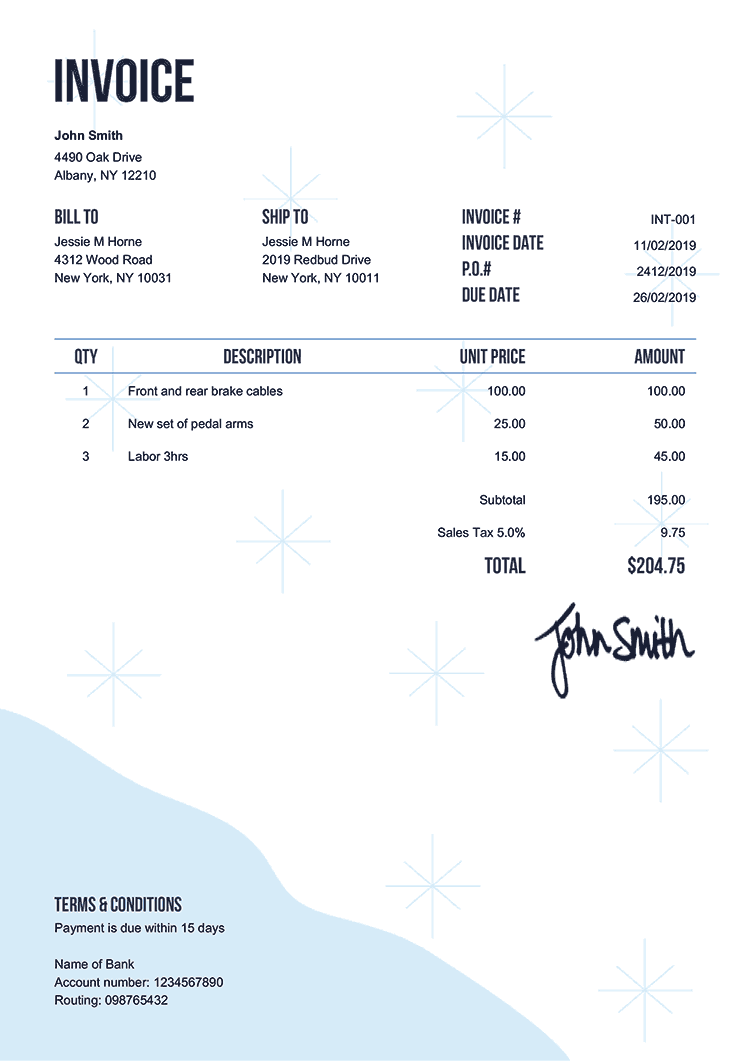 INVOICE
John Smith
4490 Oak Drive
Albany, NY 12210
BILL TO
Jessie M Horne
4312 Wood Road
New York, NY 10031
SHIP TO
Jessie M Horne
2019 Redbud Drive
New York, NY 10011
INVOICE # INT-001
INVOICE DATE 11/02/2019
P.O.# 2412/2019
DUE DATE 26/02/2019
QTY DESCRIPTION UNIT PRICE AMOUNT
1 Front and rear brake cables 100.00 100.00
2 New set of pedal arms 25.00 50.00
3 Labor 3hrs 15.00 45.00
Subtotal 195.00
Sales Tax 5.0% 9.75
TOTAL $204.75
John Smith
TERMS & CONDITIONS
Payment is due within 15 days
Name of Bank
Account number: 1234567890
Routing: 098765432